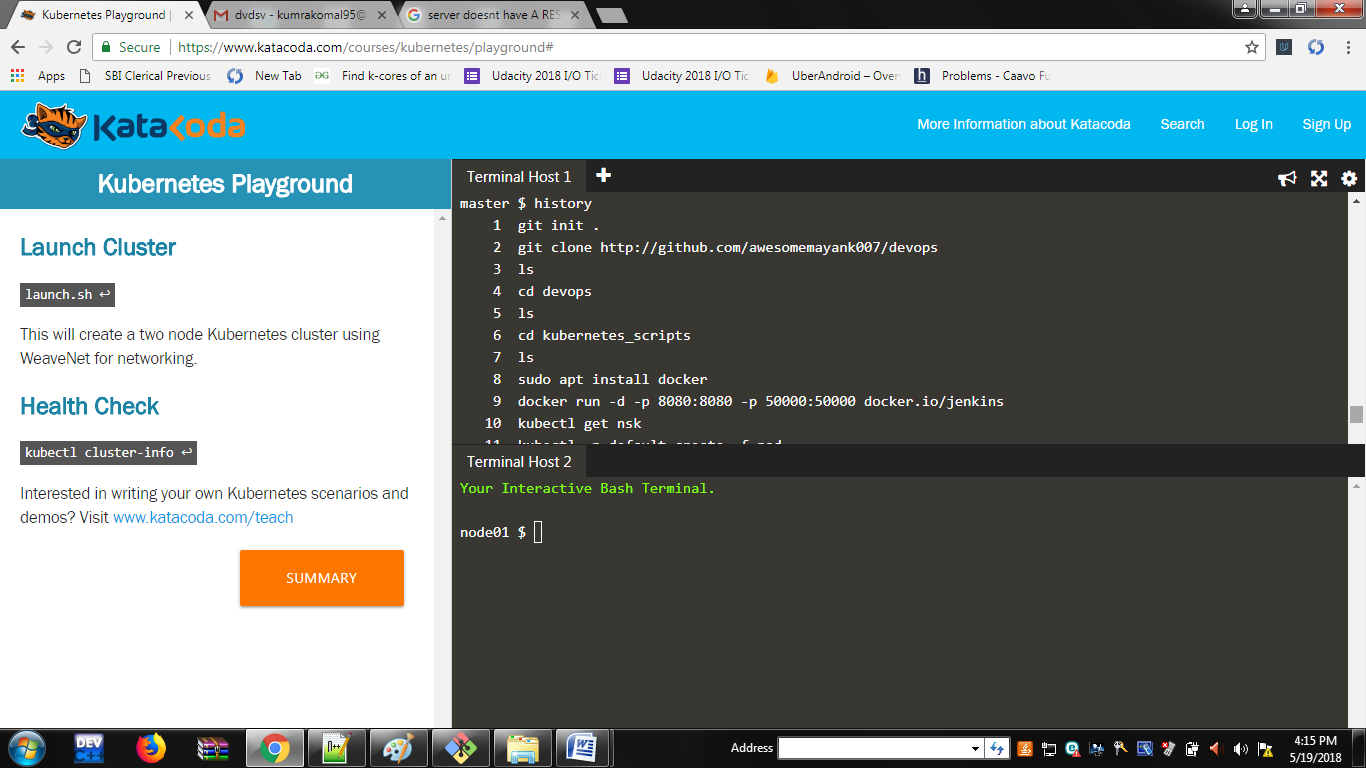 Kubernetes Playground |
dvdsv - kumrakomal95@
server doesnt have A RES
Secure
https://www.katacoda.com/courses/kubernetes/playground#
Apps
SBI Clerical Previous
New Tab
Find k-cores of an
Udacity 2018 I/O Tic
Udacity 2018 I/O Tic
UberAndroid – Over
Problems - Caavo Fu
KataKoda
More Information about Katacoda
Search
Log In
Sign Up
Kubernetes Playground
Launch Cluster
launch.sh ↩
This will create a two node Kubernetes cluster using
WeaveNet for networking.
Health Check
kubectl cluster-info ↩
Interested in writing your own Kubernetes scenarios and
demos? Visit www.katacoda.com/teach
SUMMARY
Terminal Host 1
master $ history
1 git init .
2 git clone http://github.com/awesomemayank007/devops
3 ls
4 cd devops
5 ls
6 cd kubernetes_scripts
7 ls
8 sudo apt install docker
9 docker run -d -p 8080:8080 -p 50000:50000 docker.io/jenkins
10 kubectl get nsk
Terminal Host 2
Your Interactive Bash Terminal.
node01 $
DEV
C++
Address
4:15 PM
5/19/2018